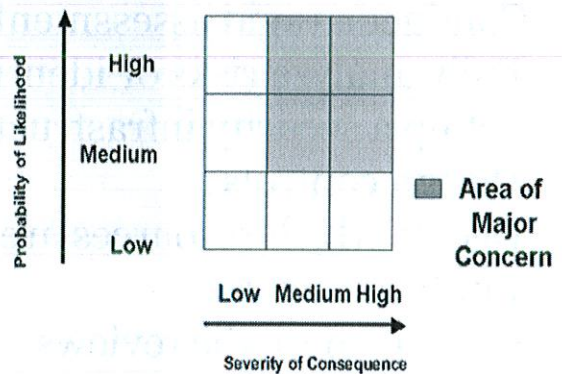 Probability of Likelihood
High
Medium
Low
Low Medium High
Severity of Consequence
Area of
Major
Concern